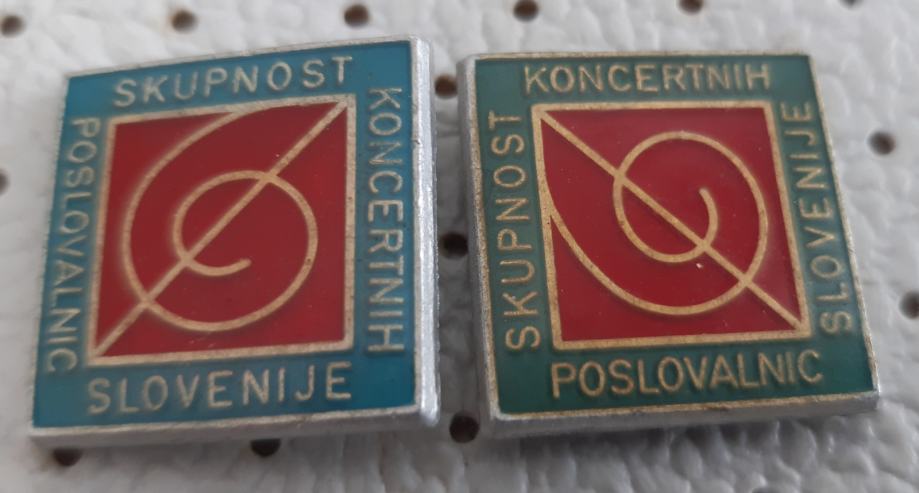 SKUPNOST
KONCERTNIH
POSLOVALNIC
SLOVENIJE
SKUPNOST
KONCERTNIH
POSLOVALNIC
SLOVENIJE